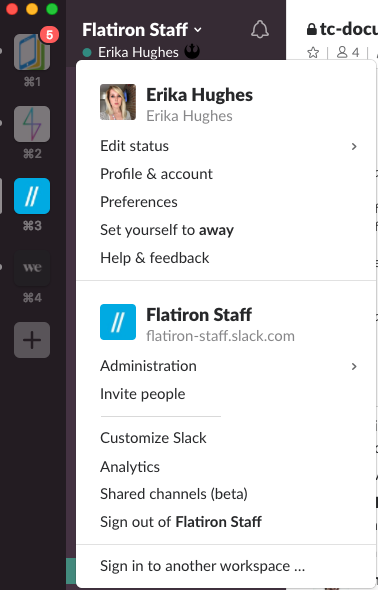 5
⌘1
⌘2
⌘3
we
⌘4
Flatiron Staff
Erika Hughes
tc-docu
4
Erika Hughes
Erika Hughes
Edit status
Profile & account
Preferences
Set yourself to away
Help & feedback
Flatiron Staff
flatiron-staff.slack.com
Administration
Invite people
Customize Slack
Analytics
Shared channels (beta)
Sign out of Flatiron Staff
Sign in to another workspace ...